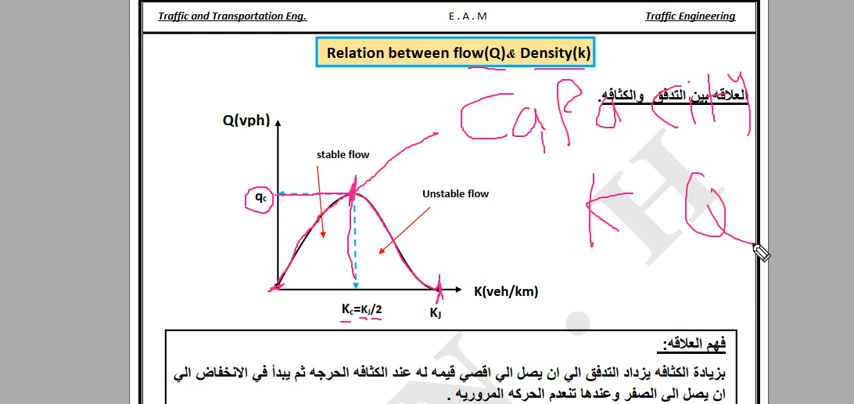 Traffic and Transportation Eng. E . A . M Traffic Engineering
Relation between flow(Q)& Density(k)
العلاقه بين التدفق والكثافه.
Capacity
Q(vph)
stable flow
Unstable flow
qc
K Q
K(veh/km)
Kc=KJ/2
KJ
N . H
فهم العلاقه:
بزيادة الكثافه يزداد التدفق الي ان يصل الي اقصي قيمه له عند الكثافه الحرجه ثم يبدأ في الانخفاض الي
ان يصل الي الصفر وعندها تنعدم الحركه المروريه .